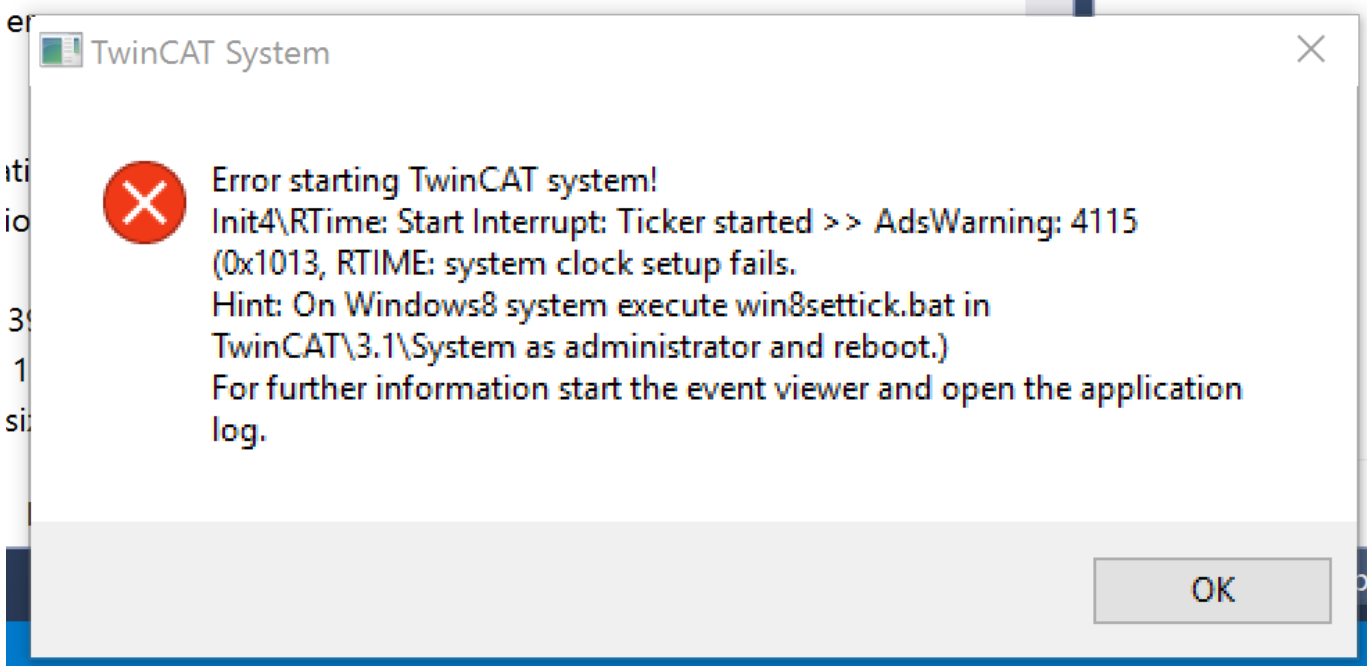 er
TwinCAT System
Error starting TwinCAT system!
Init4\RTime: Start Interrupt: Ticker started >> AdsWarning: 4115
(0x1013, RTIME: system clock setup fails.
Hint: On Windows8 system execute win8settick.bat in
TwinCAT\3.1\System as administrator and reboot.)
For further information start the event viewer and open the application
log.
OK